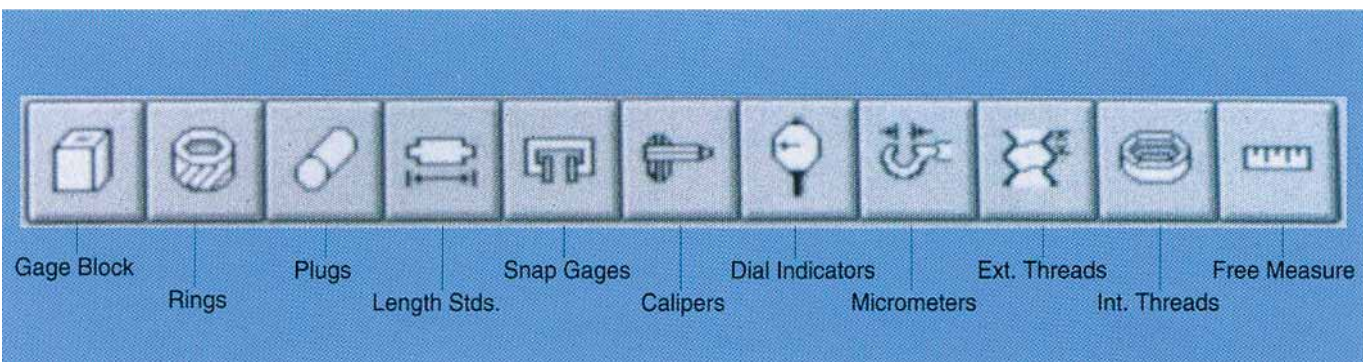 Gage Block
Rings
Plugs
Length Stds.
Snap Gages
Calipers
Dial Indicators
Micrometers
Ext. Threads
Int. Threads
Free Measure